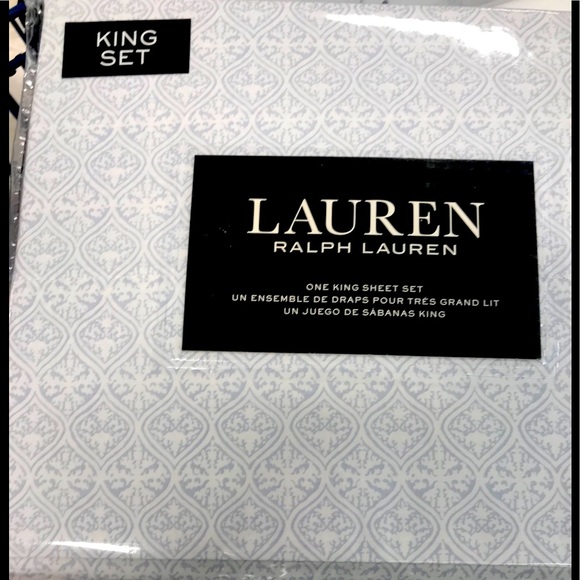 KING
SET
LAUREN
RALPH LAUREN
ONE KING SHEET SET
UN ENSEMBLE DE DRAPS POUR TRÈS GRAND LIT
UN JUEGO DE SÁBANAS KING